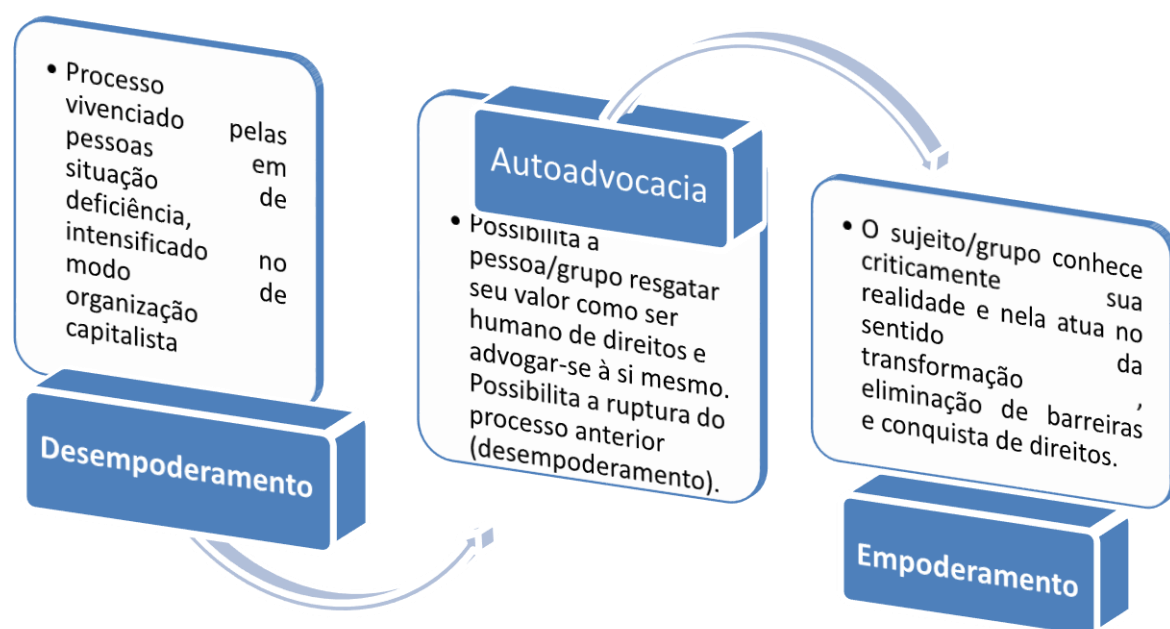 • Processo
vivenciado pelas
pessoas em
situação de
deficiência,
intensificado no
modo de
organização
capitalista
Desempoderamento
Autoadvocacia
• Possibilita a
pessoa/grupo resgatar
seu valor como ser
humano de direitos e
advogar-se à si mesmo.
Possibilita a ruptura do
processo anterior
(desempoderamento).
• O sujeito/grupo conhece
criticamente sua
realidade e nela atua no
sentido da
transformação ,
eliminação de barreiras
e conquista de direitos.
Empoderamento